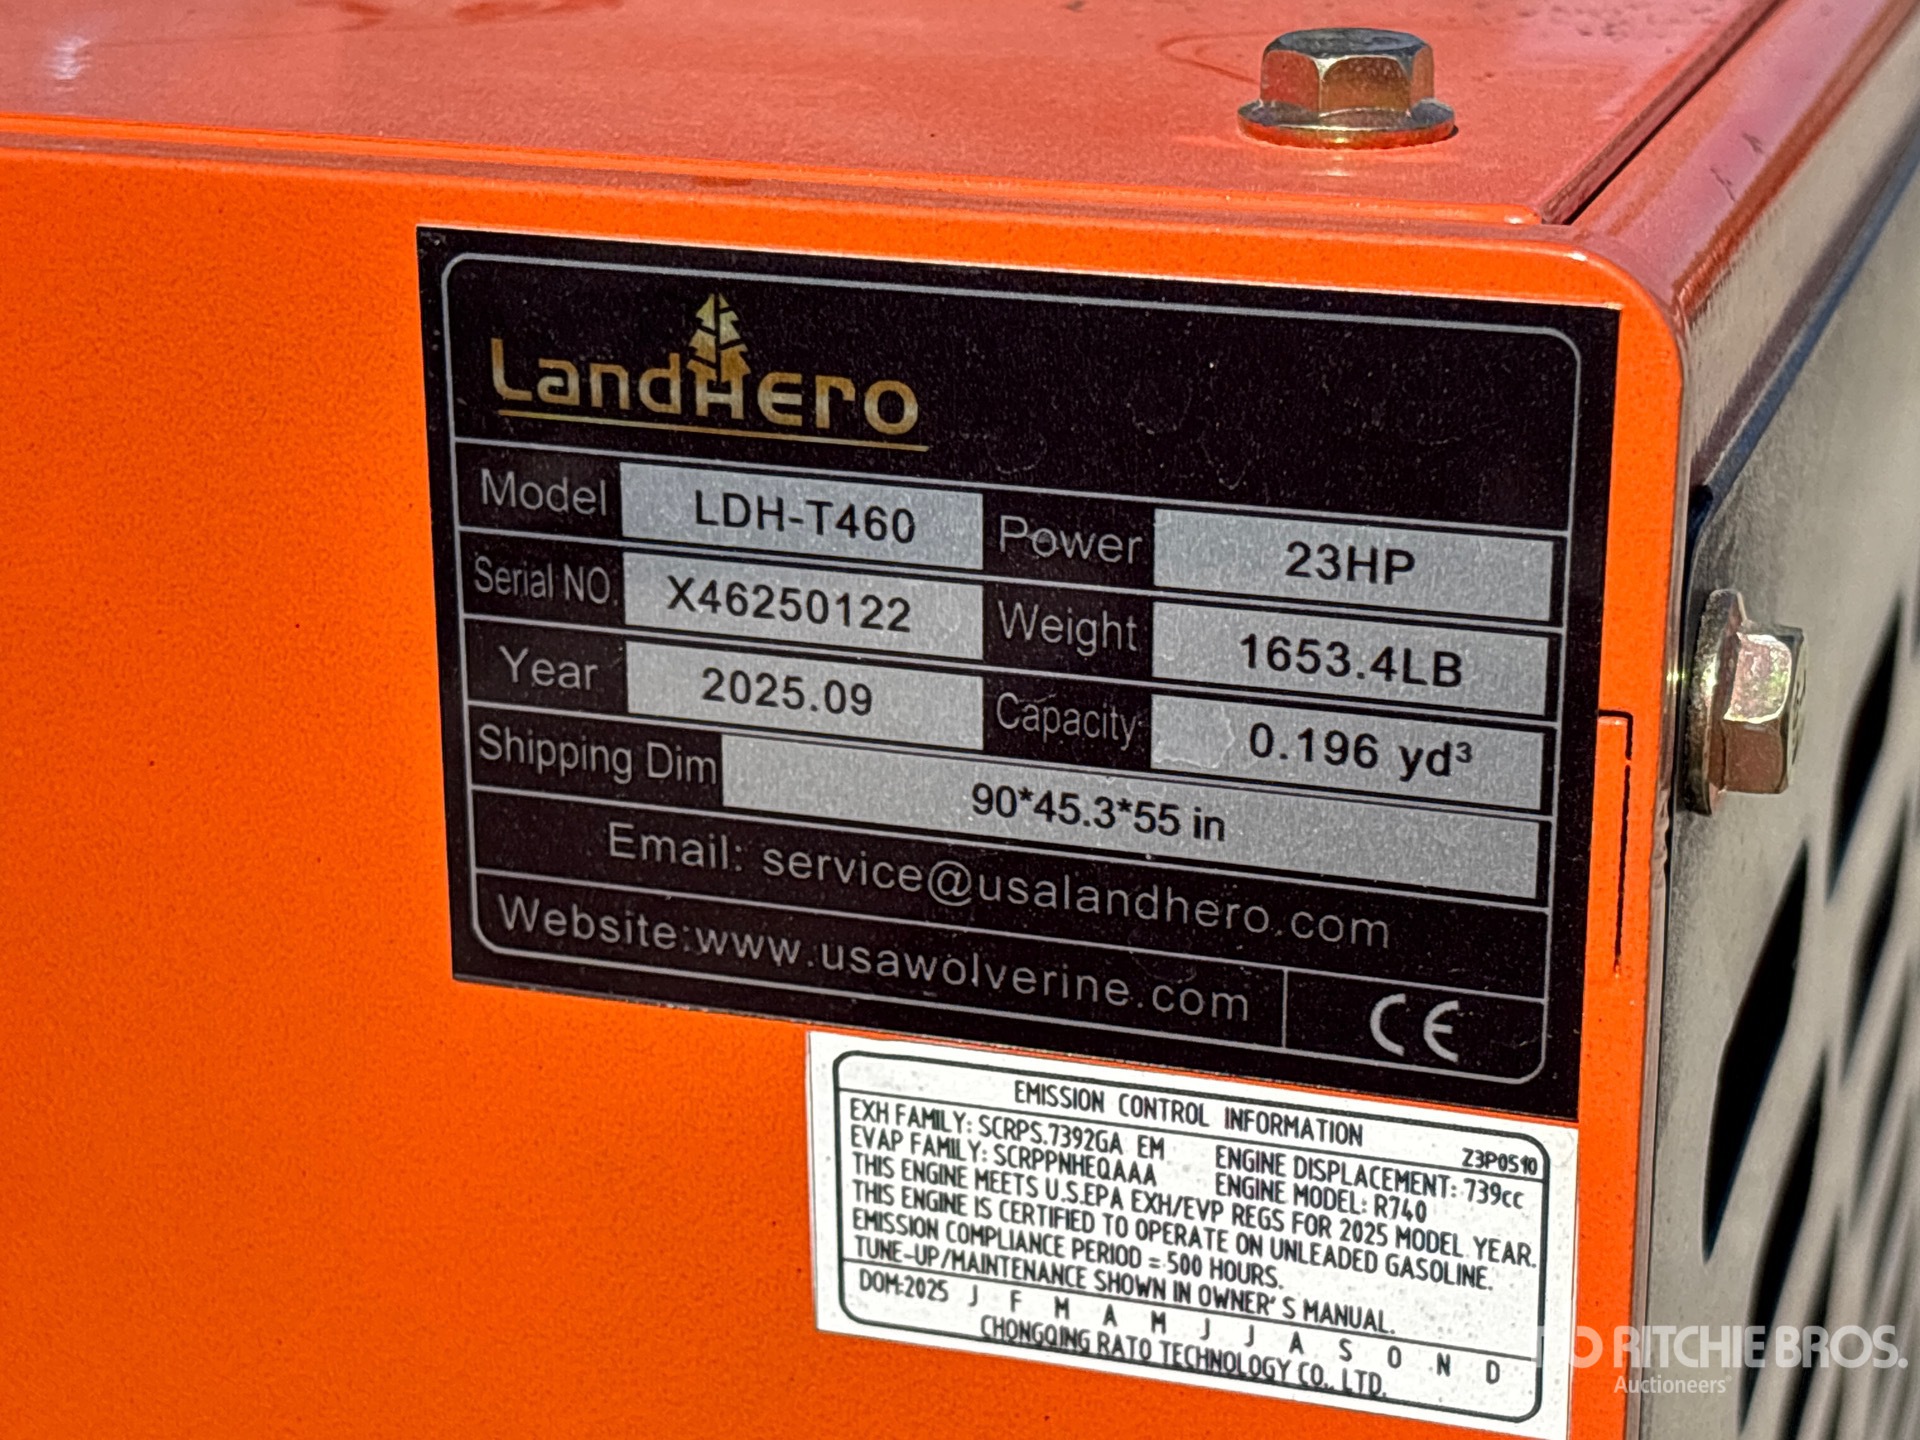 LandHero
Model LDH-T460 Power 23HP
Serial NO. X46250122 Weight 1653.4LB
Year 2025.09 Capacity 0.196 yd³
Shipping Dim 90*45.3*55 in
Email: service@usalandhero.com
Website:www.usawolverine.com
CE
EMISSION CONTROL INFORMATION
Z3P0510
EXH FAMILY: SCRPS.7392GA EM ENGINE DISPLACEMENT: 739cc
EVAP FAMILY: SCRPPNHEQAAA ENGINE MODEL: R740
THIS ENGINE MEETS U.S.EPA EXH/EVP REGS FOR 2025 MODEL YEAR.
THIS ENGINE IS CERTIFIED TO OPERATE ON UNLEADED GASOLINE.
EMISSION COMPLIANCE PERIOD = 500 HOURS.
TUNE-UP/MAINTENANCE SHOWN IN OWNER'S MANUAL.
DOM:2025 J F M A M J J A S O N D
CHONGQING RATO TECHNOLOGY CO., LTD.
RITCHIE BROS.
Auctioneers